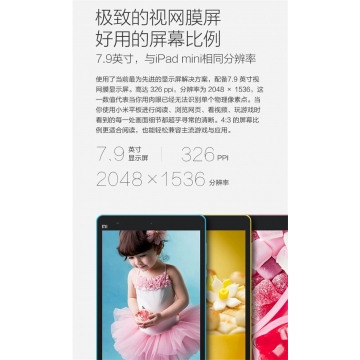 极致的视网膜屏
好用的屏幕比例
7.9英寸，与iPad mini相同分辨率
使用了当前最为先进的显示屏解决方案，配备7.9 英寸视
网膜显示屏。高达 326 ppi，分辨率为 2048 × 1536，这
一数值代表当你用肉眼已经无法识别单个物理像素点。当
你使用小米平板进行阅读、浏览网页、看视频、玩游戏时
看到的每一处画面细节都超乎寻常的清晰。4:3 的屏幕比
例更适合阅读，也能轻松兼容主流游戏与应用。
7.9 英寸显示屏 326 PPI
2048×1536 分辨率
MI